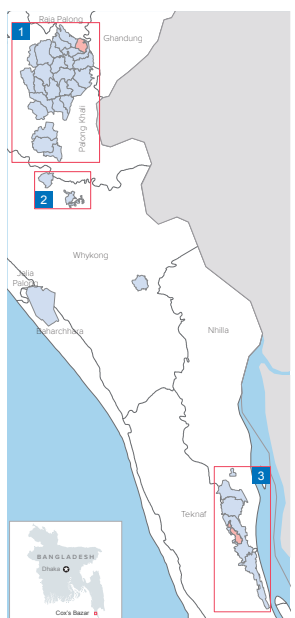 Raja Palong
1
Ghandung
Palong Khali
2
Whykong
Jalia
Palong
Baharchhara
Nhilla
3
Teknaf
BANGLADESH
Dhaka
Cox's Bazar